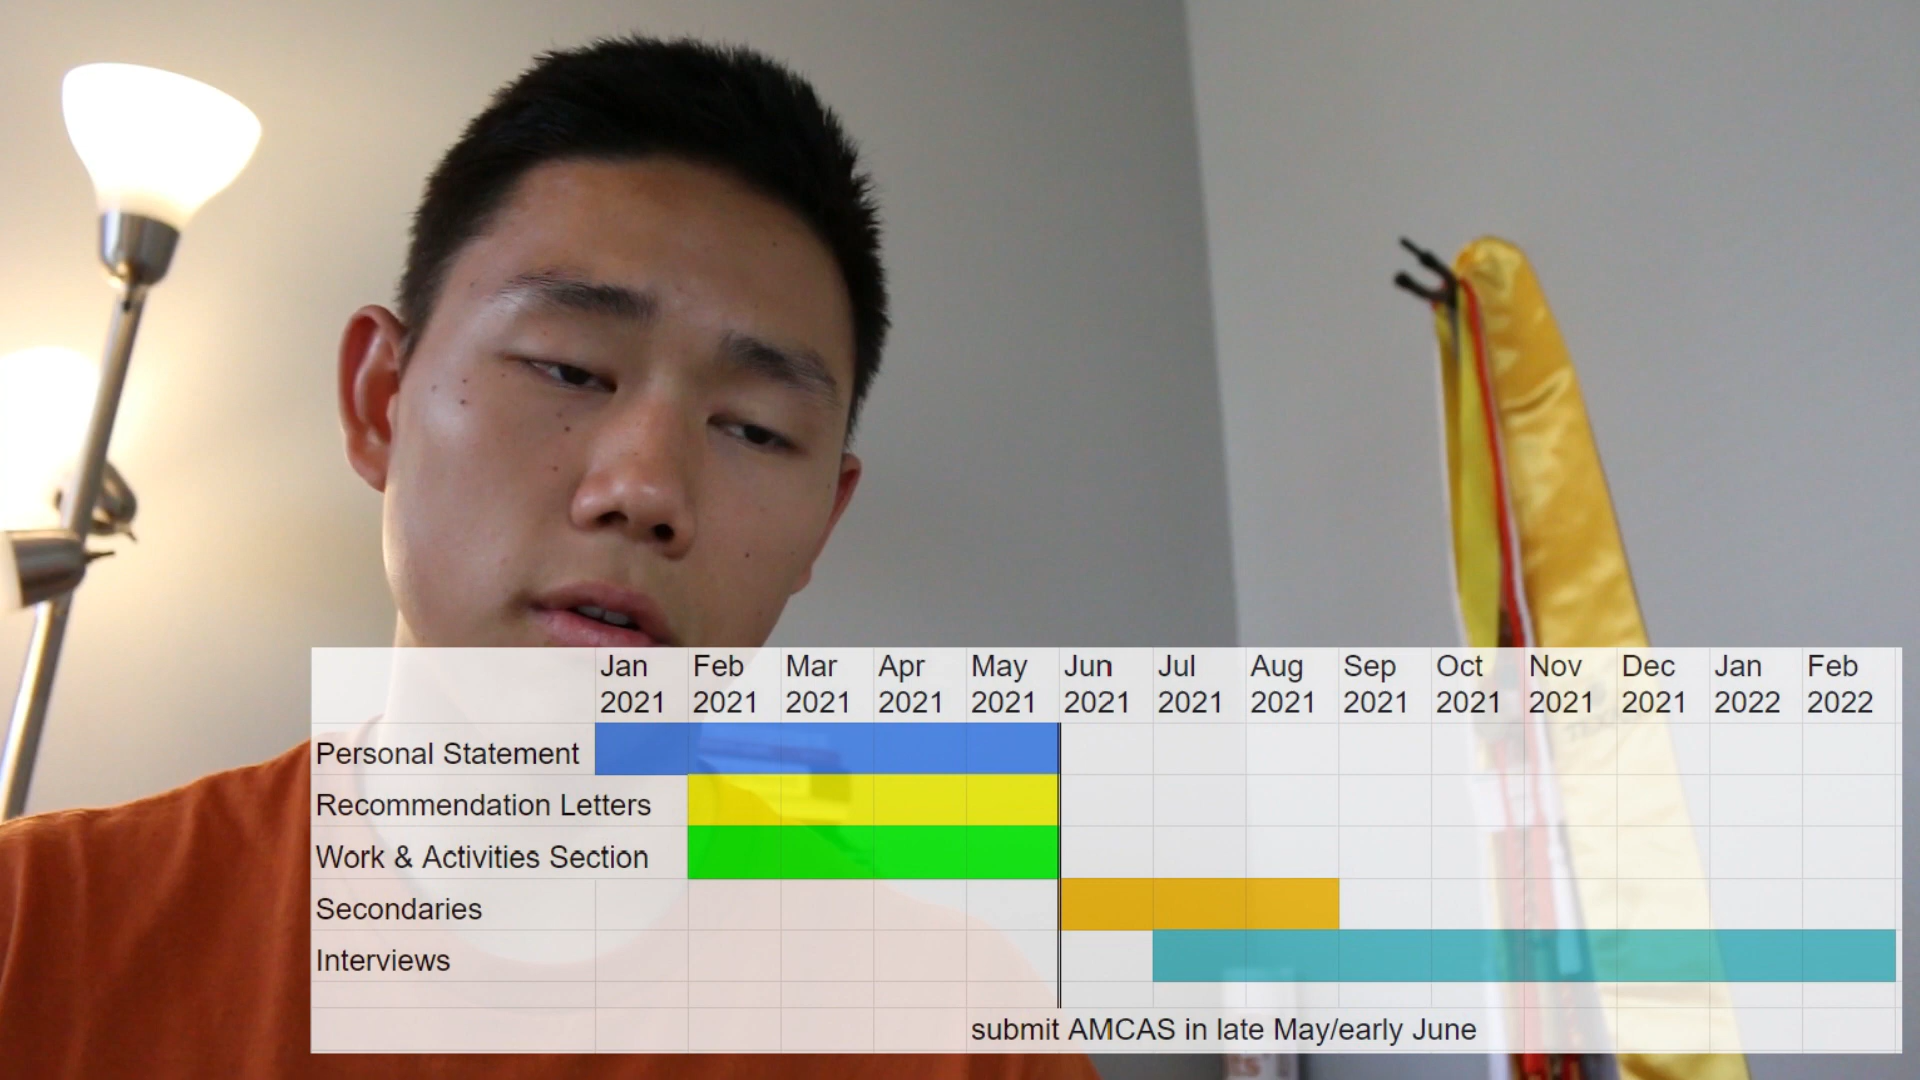 Jan Feb Mar Apr May Jun Jul Aug Sep Oct Nov Dec Jan Feb
2021 2021 2021 2021 2021 2021 2021 2021 2021 2021 2021 2021 2022 2022
Personal Statement
Recommendation Letters
Work & Activities Section
Secondaries
Interviews
submit AMCAS in late May/early June